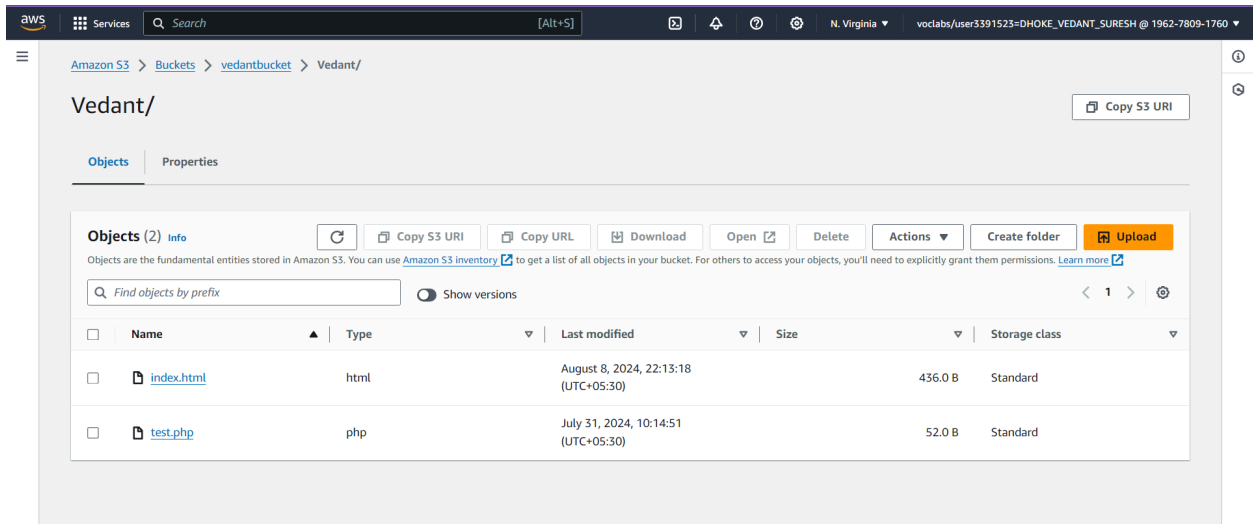 aws Services Search [Alt+S] N. Virginia voclabs/user3391523=DHOKE_VEDANT_SURESH @ 1962-7809-1760
Amazon S3 > Buckets > vedantbucket > Vedant/
Vedant/
Copy S3 URI
Objects Properties
Objects (2) Info Copy S3 URI Copy URL Download Open Delete Actions Create folder Upload
Objects are the fundamental entities stored in Amazon S3. You can use Amazon S3 inventory to get a list of all objects in your bucket. For others to access your objects, you'll need to explicitly grant them permissions. Learn more
Find objects by prefix Show versions < 1 >
Name Type Last modified Size Storage class
index.html html August 8, 2024, 22:13:18 (UTC+05:30) 436.0 B Standard
test.php php July 31, 2024, 10:14:51 (UTC+05:30) 52.0 B Standard